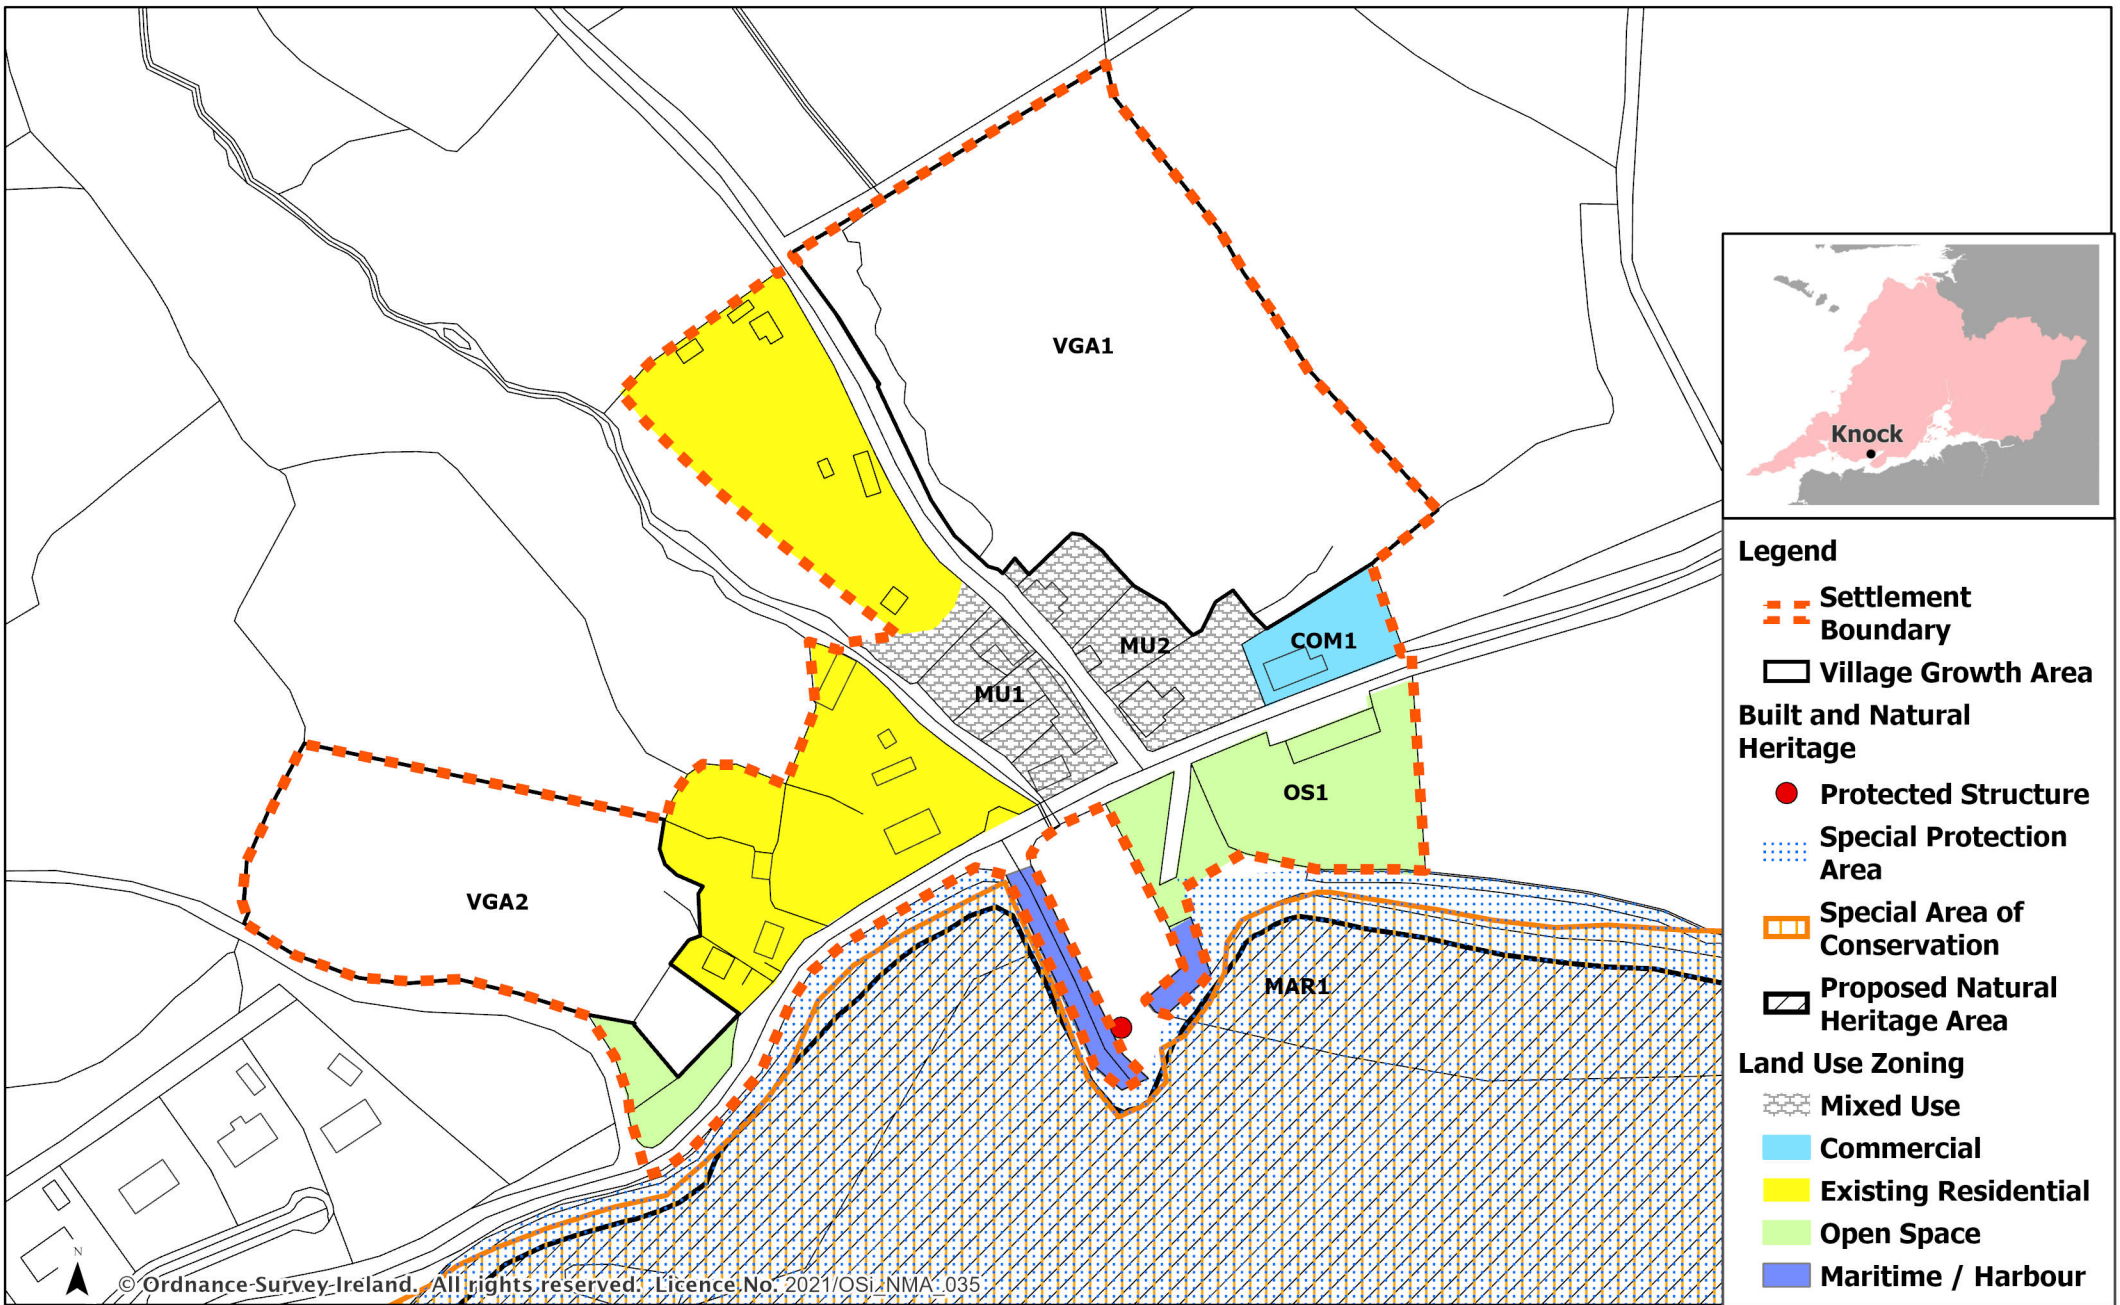 VGA1
MU2
COM1
MU1
OS1
VGA2
MAR1
Knock
Legend
Settlement
Boundary
Village Growth Area
Built and Natural
Heritage
Protected Structure
Special Protection
Area
Special Area of
Conservation
Proposed Natural
Heritage Area
Land Use Zoning
Mixed Use
Commercial
Existing Residential
Open Space
Maritime / Harbour
N
© Ordnance Survey Ireland. All rights reserved. Licence No. 2021/OSi_NMA_035